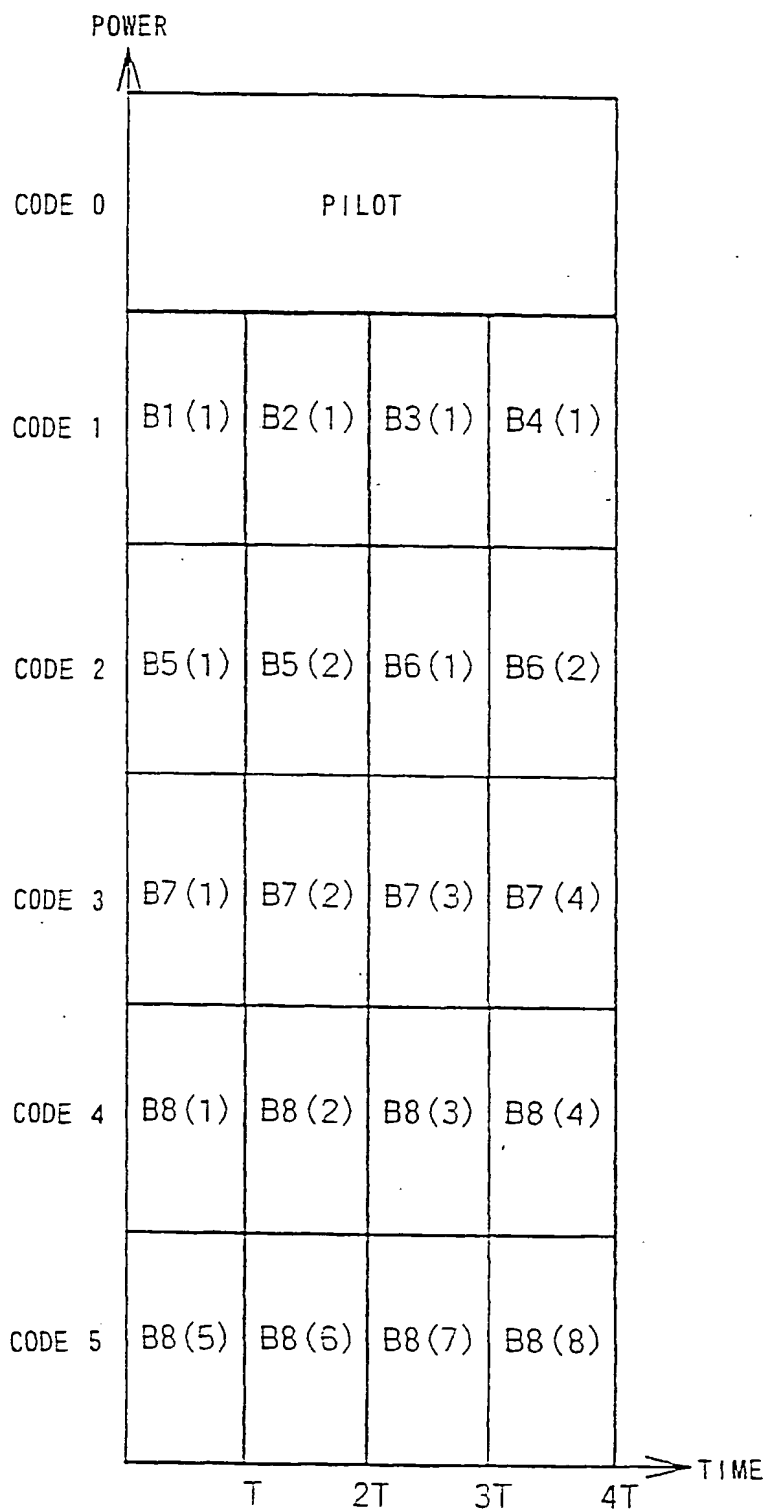 POWER
CODE 0 PILOT
CODE 1 B1(1) B2(1) B3(1) B4(1)
CODE 2 B5(1) B5(2) B6(1) B6(2)
CODE 3 B7(1) B7(2) B7(3) B7(4)
CODE 4 B8(1) B8(2) B8(3) B8(4)
CODE 5 B8(5) B8(6) B8(7) B8(8)
TIME
T 2T 3T 4T